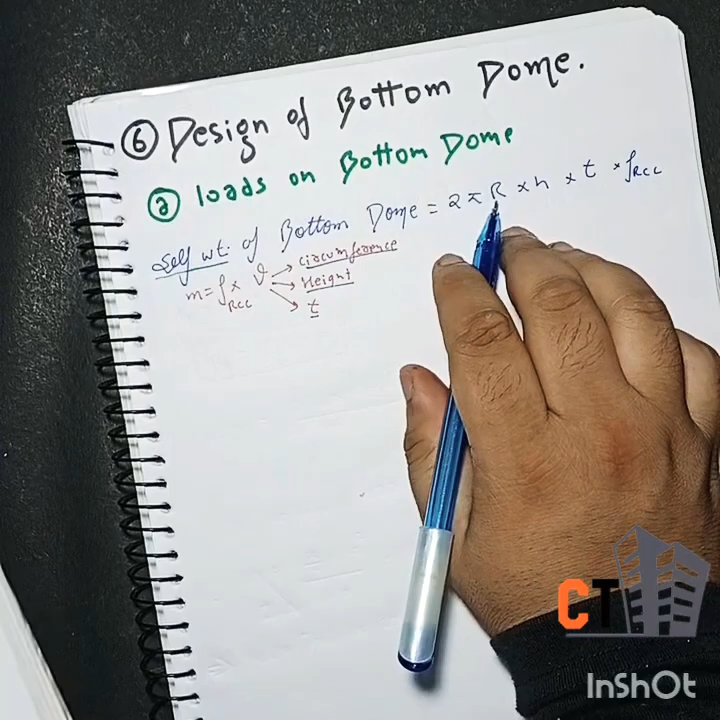 ⑥ Design of Bottom Dome.
ⓐ loads on Bottom Dome
Self wt. of Bottom Dome = 2πR × h × t × ρRCC
m = ρRCC × v → circumference
→ Height
→ t
CT
InShOt